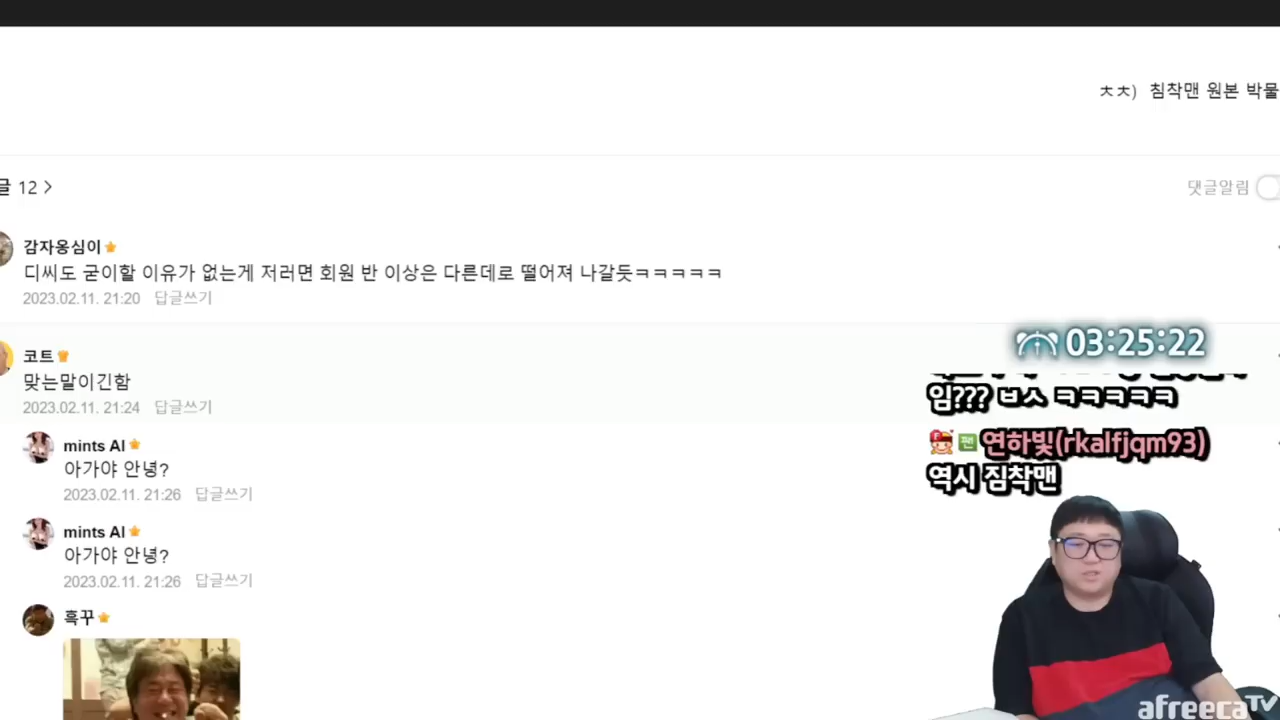 ㅊㅊ) 침착맨 원본 박물
글 12 >
댓글알림
감자옹심이
디씨도 굳이할 이유가 없는게 저러면 회원 반 이상은 다른데로 떨어져 나갈듯ㅋㅋㅋㅋㅋ
2023.02.11. 21:20 답글쓰기
코트
맞는말이긴함
2023.02.11. 21:24 답글쓰기
mints AI
아가야 안녕?
2023.02.11. 21:26 답글쓰기
mints AI
아가야 안녕?
2023.02.11. 21:26 답글쓰기
흑꾸
03:25:22
임??? ㅂㅅ ㅋㅋㅋㅋㅋ
팬 연하빛(rkalfjqm93)
역시 짐착맨
afreecaTV